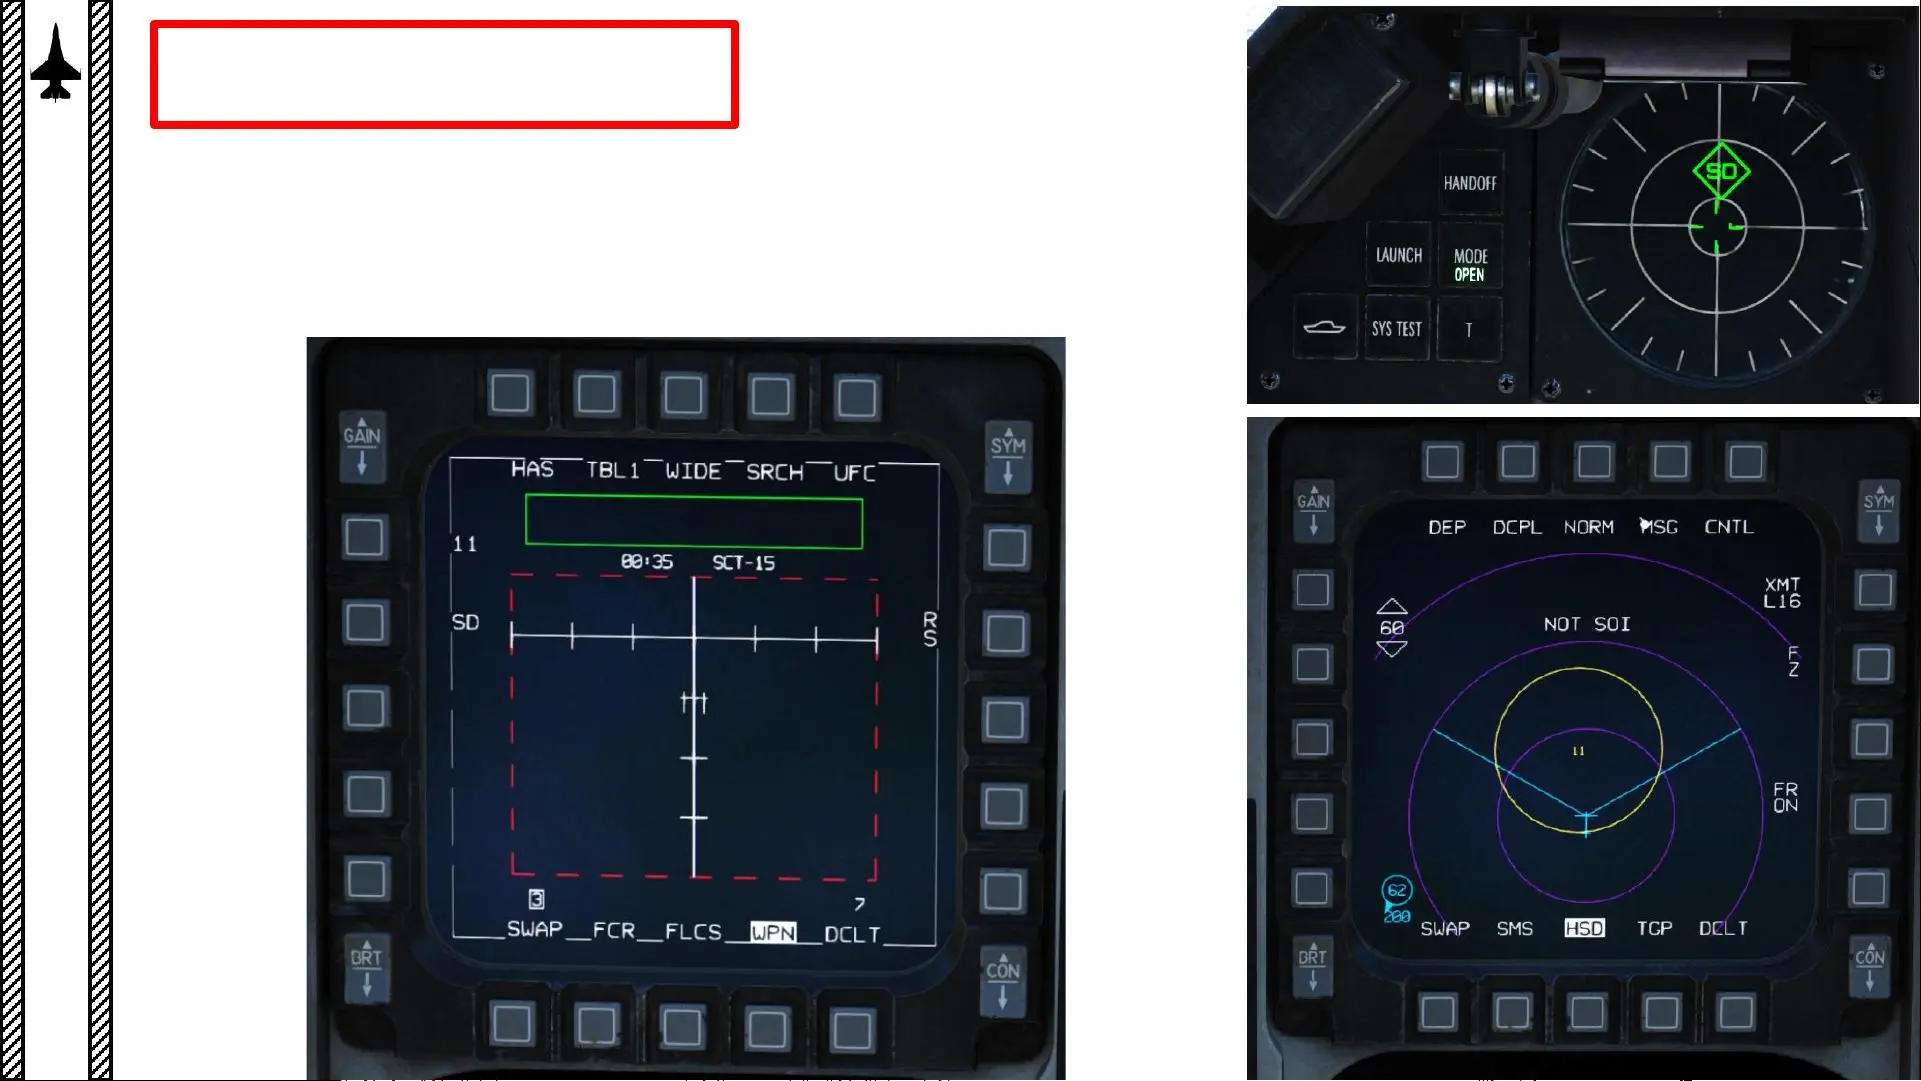 HANDOFF
LAUNCH
MODE
OPEN
SYS TEST
T
SD
GAIN
SYM
HAS TBL1 WIDE SRCH UFC
11
00:35 SCT-15
SD
R
S
3
7
SWAP FCR FLCS WPN DCLT
BRT
CON
GAIN
SYM
DEP DCPL NORM MSG CNTL
XMT
L16
60
NOT SOI
F
Z
11
FR
ON
62
200
SWAP SMS HSD TGP DCLT
BRT
CON